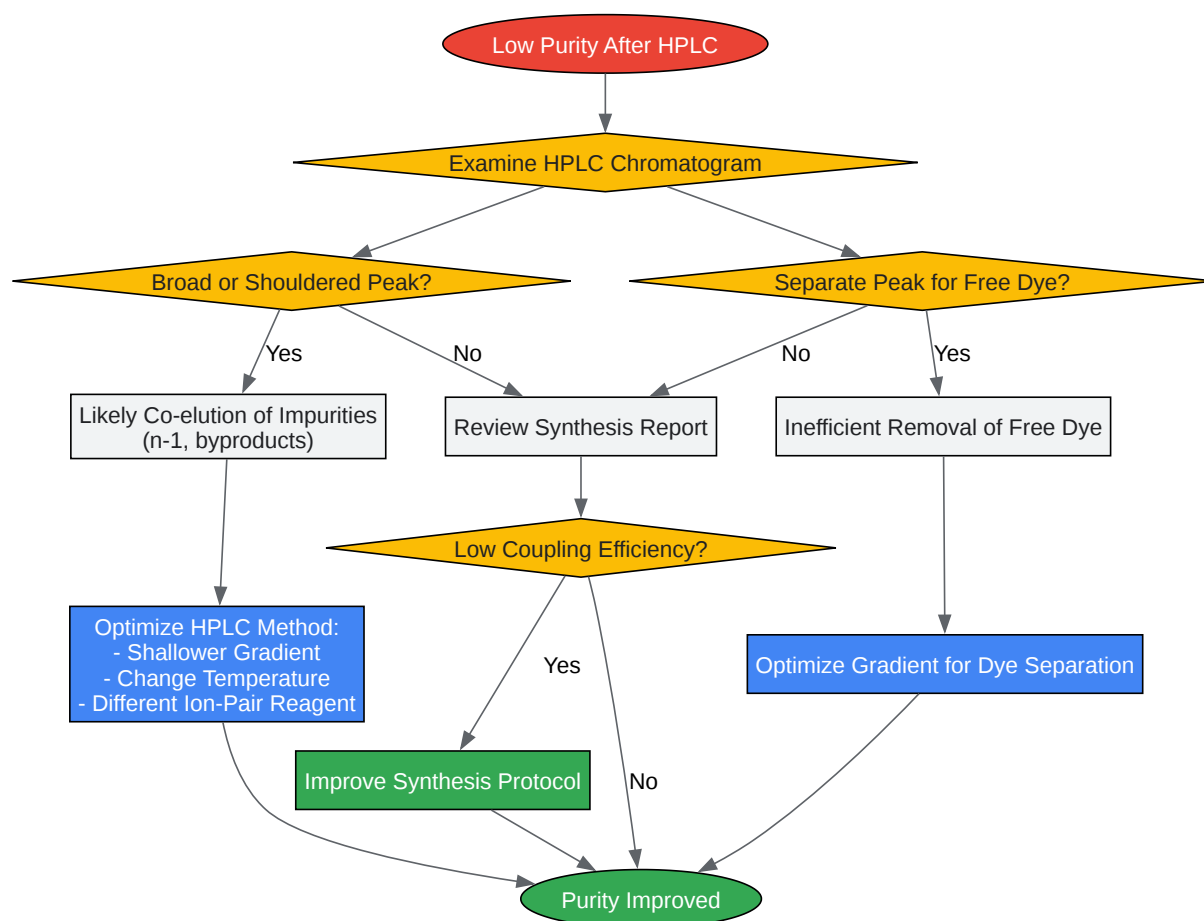 Low Purity After HPLC
Examine HPLC Chromatogram
Broad or Shouldered Peak?
Separate Peak for Free Dye?
Yes
No
No
Yes
Likely Co-elution of Impurities
(n-1, byproducts)
Review Synthesis Report
Inefficient Removal of Free Dye
Low Coupling Efficiency?
Optimize HPLC Method:
- Shallower Gradient
- Change Temperature
- Different Ion-Pair Reagent
Yes
Optimize Gradient for Dye Separation
Improve Synthesis Protocol
No
Purity Improved